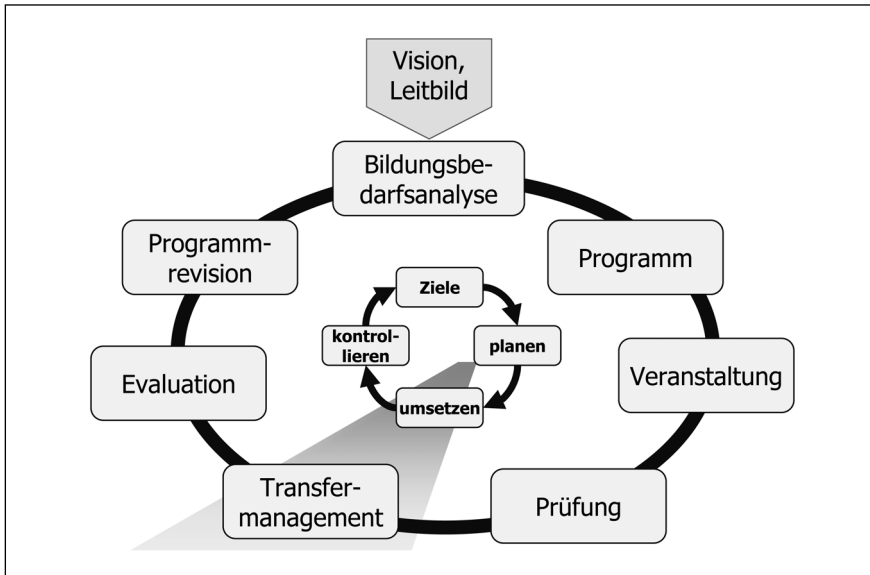 Vision,
Leitbild
Bildungsbe-
darfsanalyse
Programm
Veranstaltung
Prüfung
Transfer-
management
Evaluation
Programm-
revision
Ziele
planen
umsetzen
kontrol-
lieren